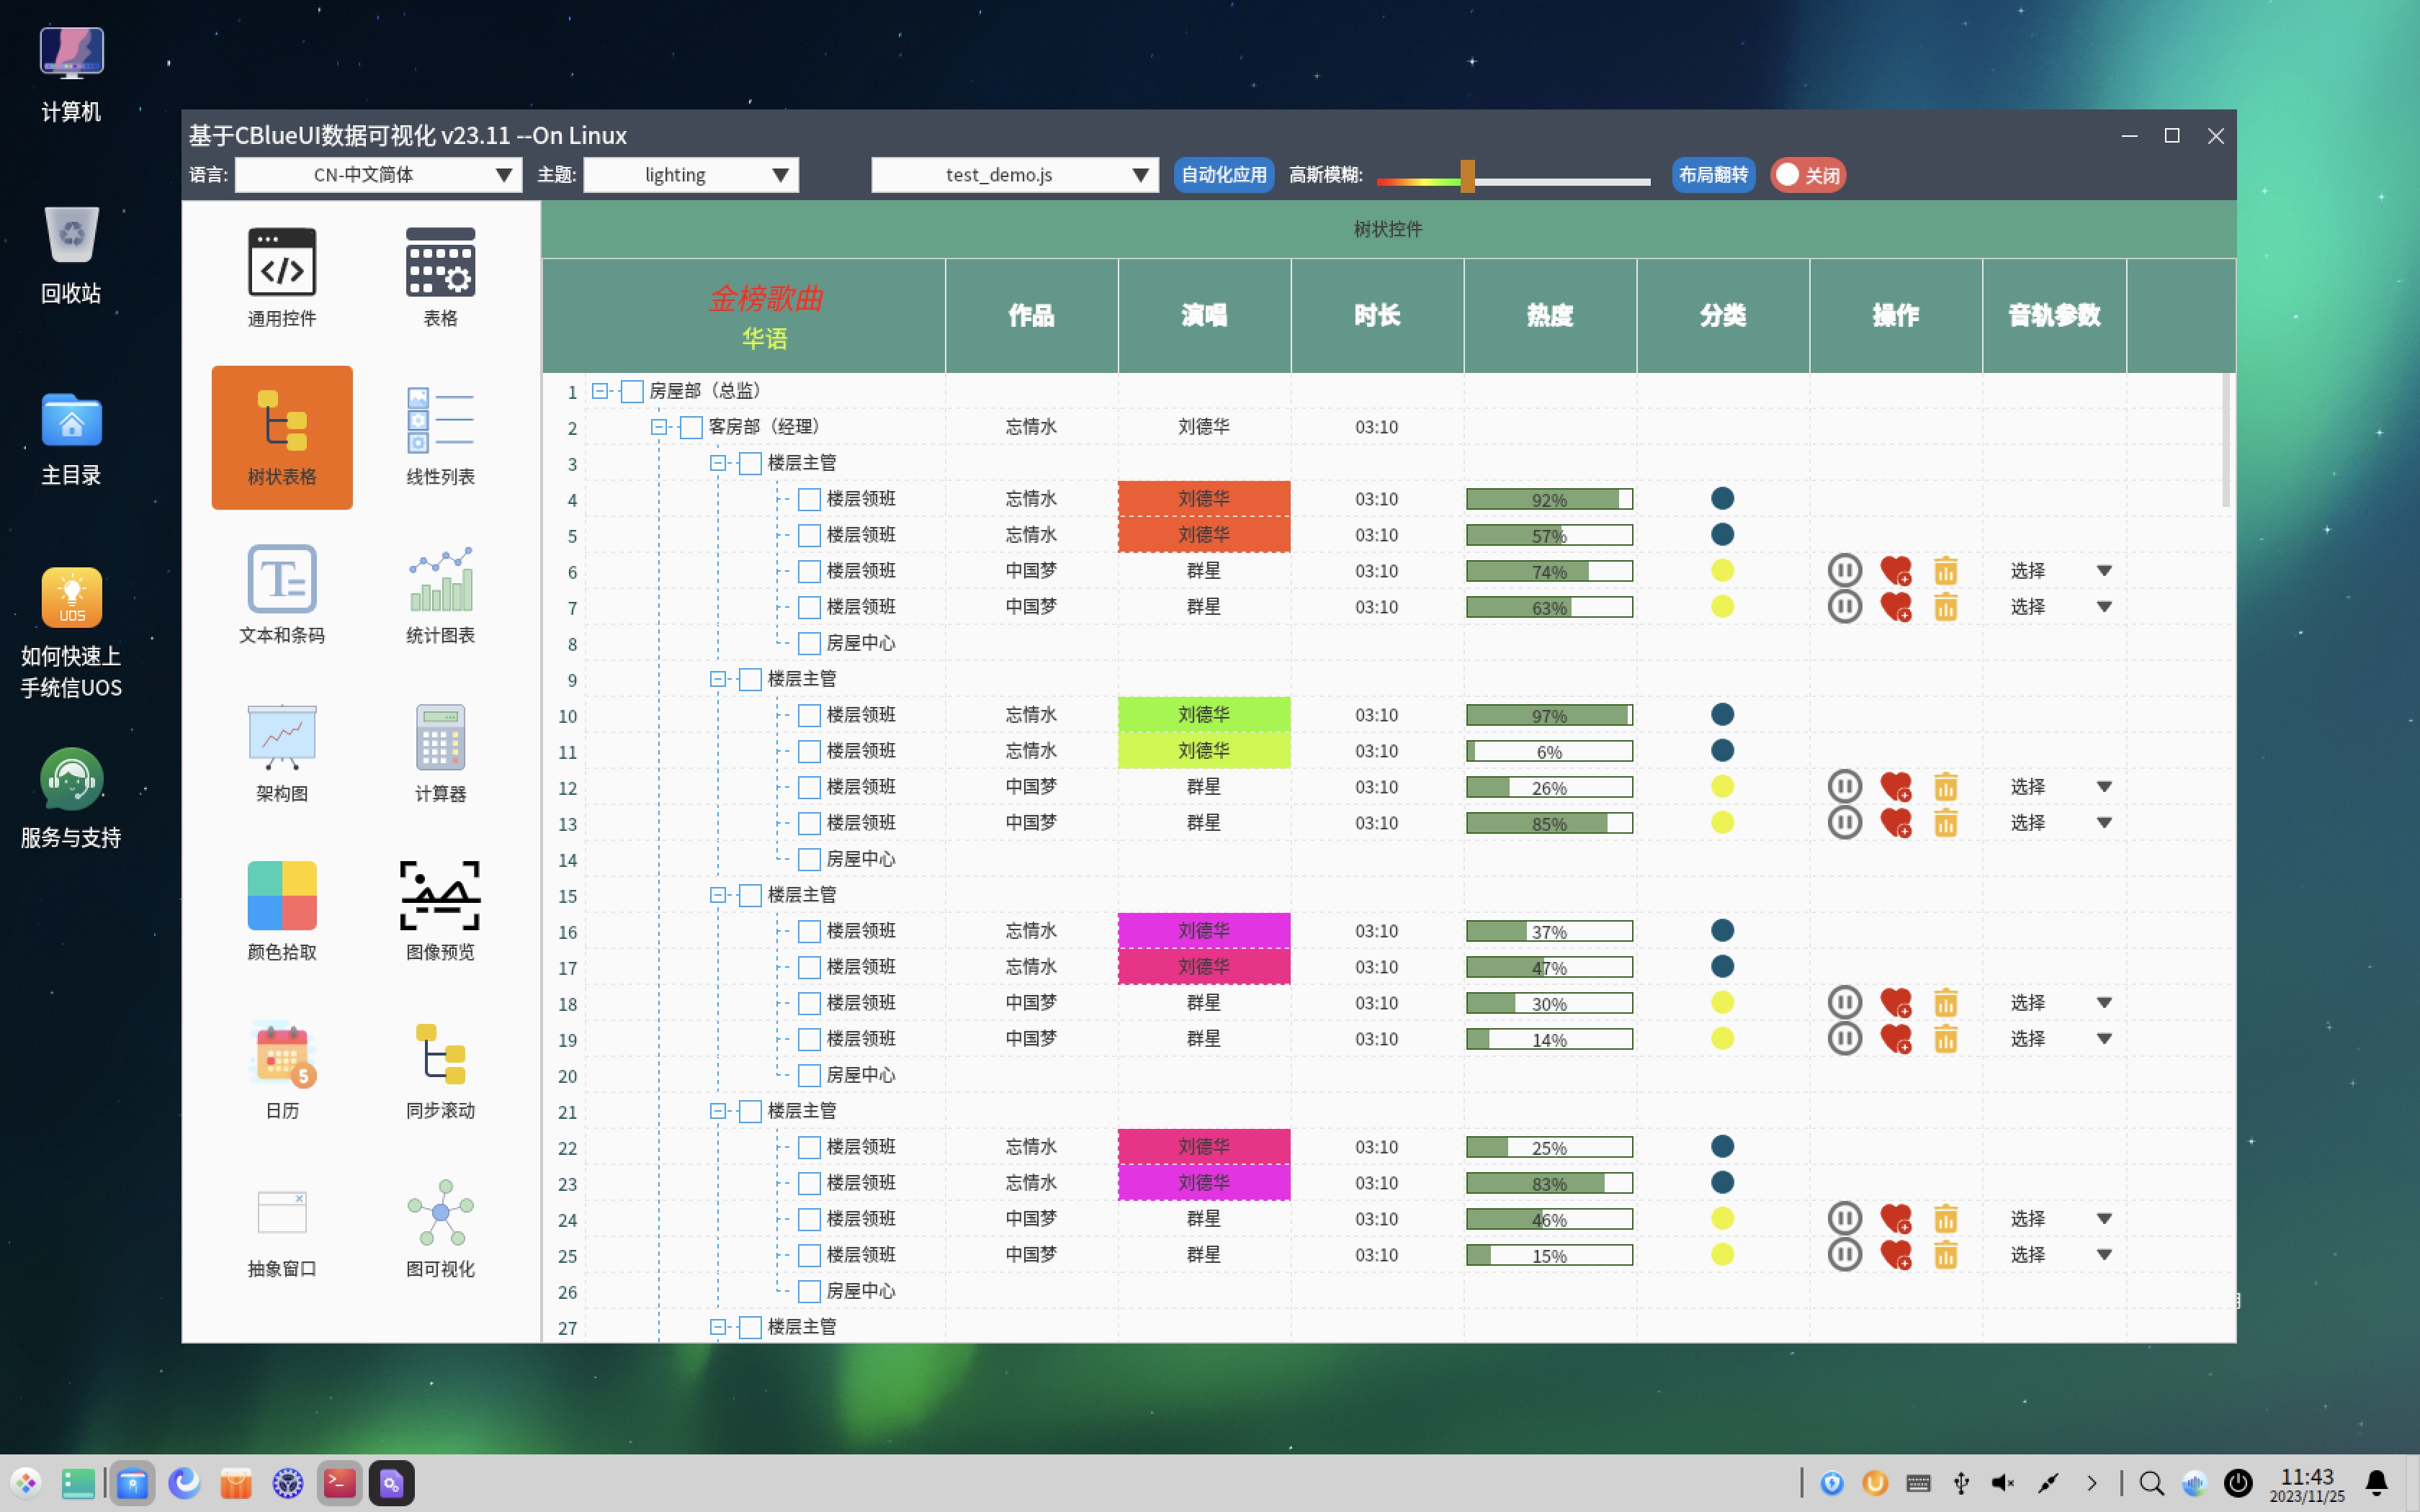 计算机
回收站
主目录
UOS
如何快速上
手统信UOS
服务与支持
基于CBlueUI数据可视化 v23.11 --On Linux
语言: CN-中文简体 主题: lighting test_demo.js 自动化应用 高斯模糊: 布局翻转 关闭
通用控件 表格
树状表格 线性列表
文本和条码 统计图表
架构图 计算器
颜色拾取 图像预览
5
日历 同步滚动
抽象窗口 图可视化
树状控件
金榜歌曲
华语
作品 演唱 时长 热度 分类 操作 音轨参数
1 房屋部（总监）
2 客房部（经理） 忘情水 刘德华 03:10
3 楼层主管
4 楼层领班 忘情水 刘德华 03:10 92%
5 楼层领班 忘情水 刘德华 03:10 57%
6 楼层领班 中国梦 群星 03:10 74% 选择
7 楼层领班 中国梦 群星 03:10 63% 选择
8 房屋中心
9 楼层主管
10 楼层领班 忘情水 刘德华 03:10 97%
11 楼层领班 忘情水 刘德华 03:10 6%
12 楼层领班 中国梦 群星 03:10 26% 选择
13 楼层领班 中国梦 群星 03:10 85% 选择
14 房屋中心
15 楼层主管
16 楼层领班 忘情水 刘德华 03:10 37%
17 楼层领班 忘情水 刘德华 03:10 47%
18 楼层领班 中国梦 群星 03:10 30% 选择
19 楼层领班 中国梦 群星 03:10 14% 选择
20 房屋中心
21 楼层主管
22 楼层领班 忘情水 刘德华 03:10 25%
23 楼层领班 忘情水 刘德华 03:10 83%
24 楼层领班 中国梦 群星 03:10 46% 选择
25 楼层领班 中国梦 群星 03:10 15% 选择
26 房屋中心
27 楼层主管
11:43
2023/11/25